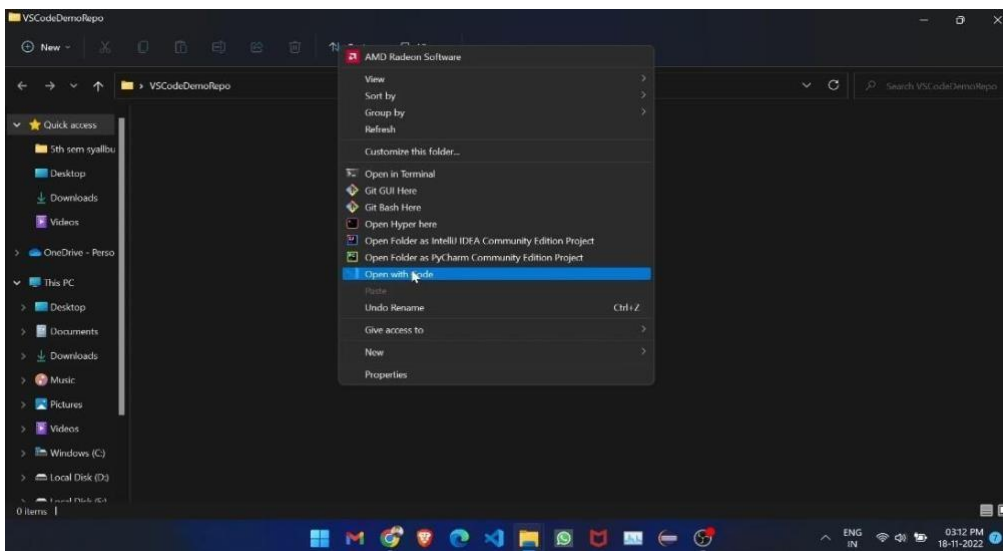 VSCodeDemoRepo
New
VSCodeDemoRepo
Search VSCodeDemoRepo
Quick access
5th sem syallbu
Desktop
Downloads
Videos
OneDrive - Perso
This PC
Desktop
Documents
Downloads
Music
Pictures
Videos
Windows (C:)
Local Disk (D:)
0 items
AMD Radeon Software
View
Sort by
Group by
Refresh
Customize this folder...
Open in Terminal
Git GUI Here
Git Bash Here
Open Hyper here
Open Folder as IntelliJ IDEA Community Edition Project
Open Folder as PyCharm Community Edition Project
Open with Code
Paste
Undo Rename Ctrl+Z
Give access to
New
Properties
ENG
IN
03:12 PM
18-11-2022